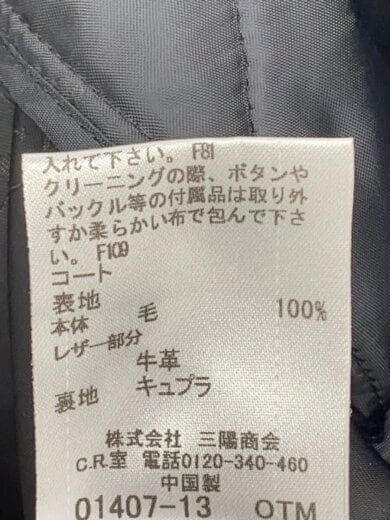 入れて下さい。 F81
クリーニングの際、ボタンや
バックル等の付属品は取り外
すか柔らかい布で包んで下さ
い。 F109
コート
表地
本体 毛 100%
レザー部分
牛革
裏地 キュプラ
株式会社 三陽商会
C.R.室 電話0120-340-460
中国製
01407-13 OTM